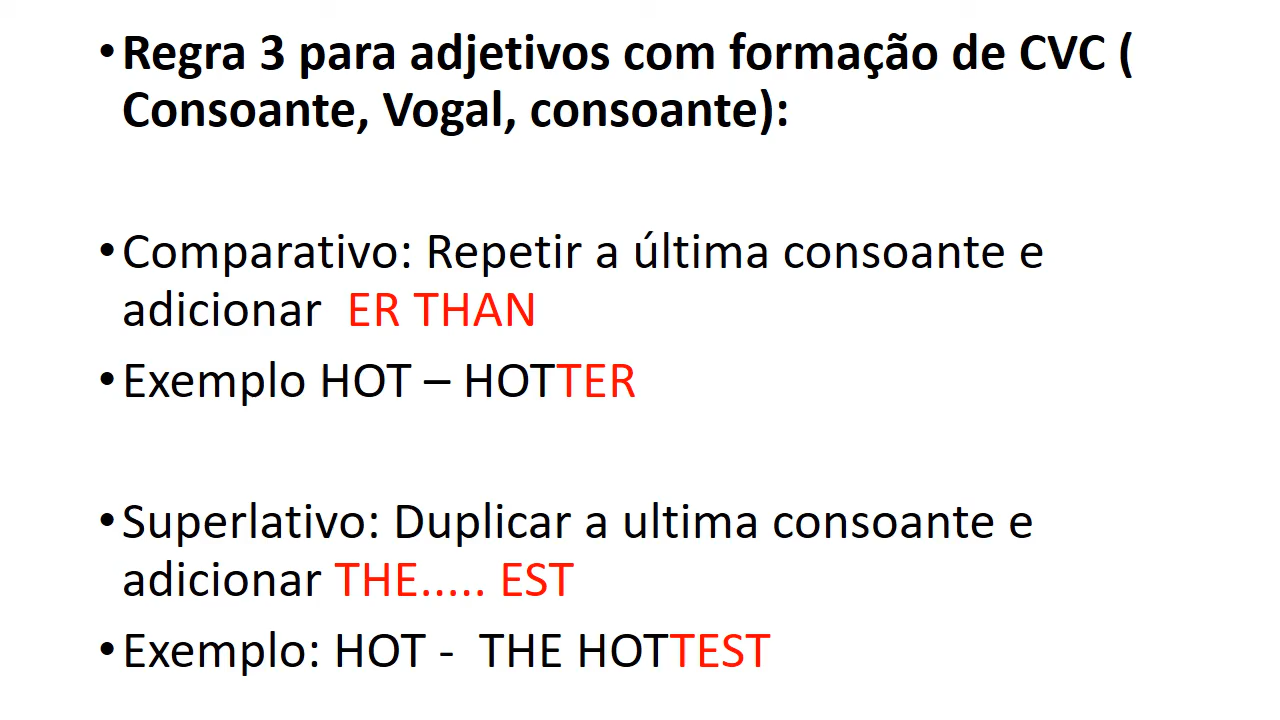 •Regra 3 para adjetivos com formação de CVC (
Consoante, Vogal, consoante):
•Comparativo: Repetir a última consoante e
adicionar  ER THAN
•Exemplo HOT – HOTTER
•Superlativo: Duplicar a ultima consoante e
adicionar THE..... EST
•Exemplo: HOT -  THE HOTTEST